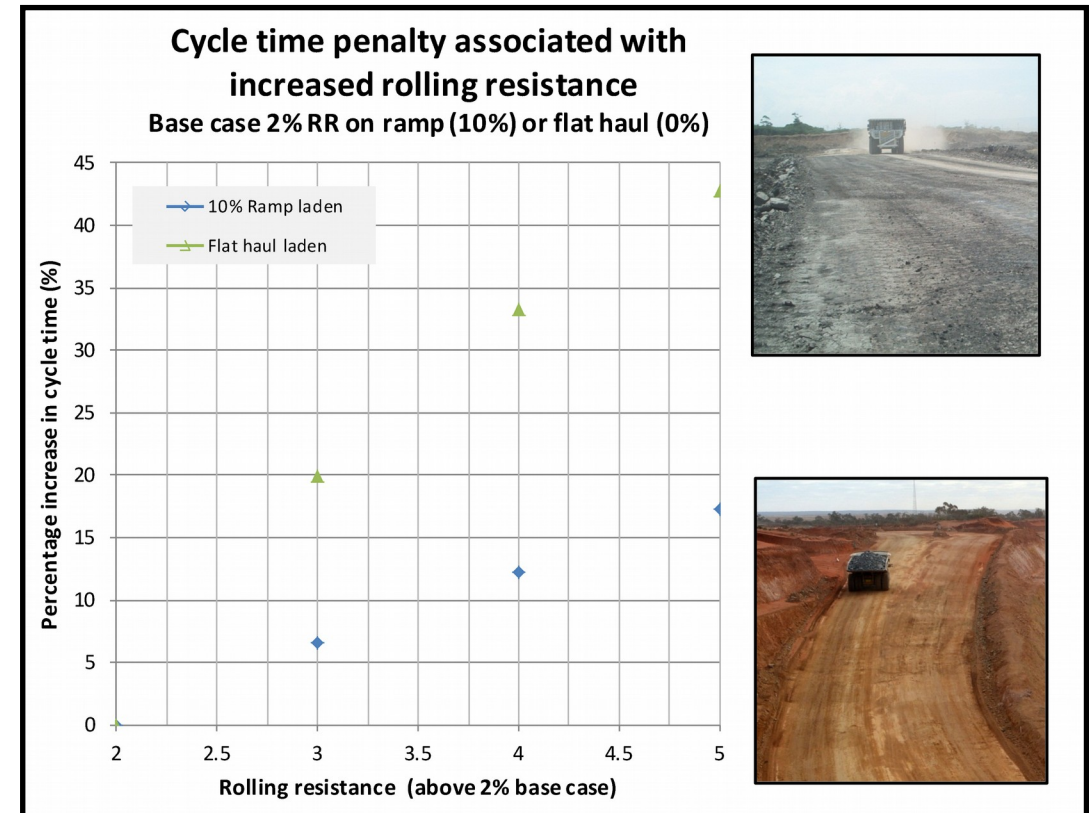 Cycle time penalty associated with
increased rolling resistance
Base case 2% RR on ramp (10%) or flat haul (0%)
45
40
35
30
25
20
15
10
5
0
10% Ramp laden
Flat haul laden
Percentage increase in cycle time (%)
2
2.5
3
3.5
4
4.5
5
Rolling resistance (above 2% base case)